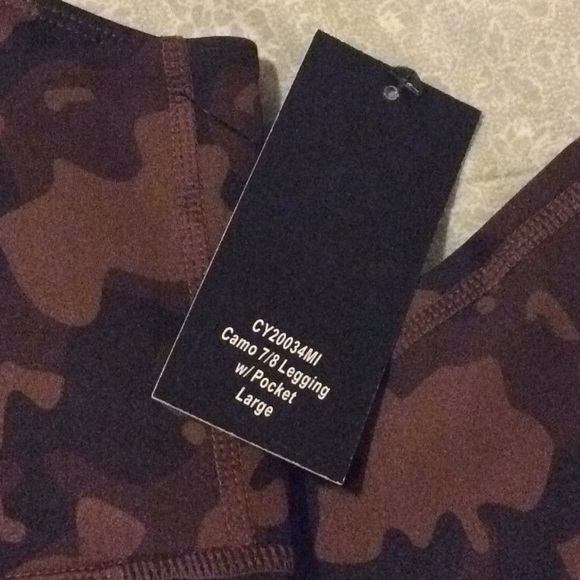 CY20034MI
Camo 7/8 Legging
w/ Pocket
Large